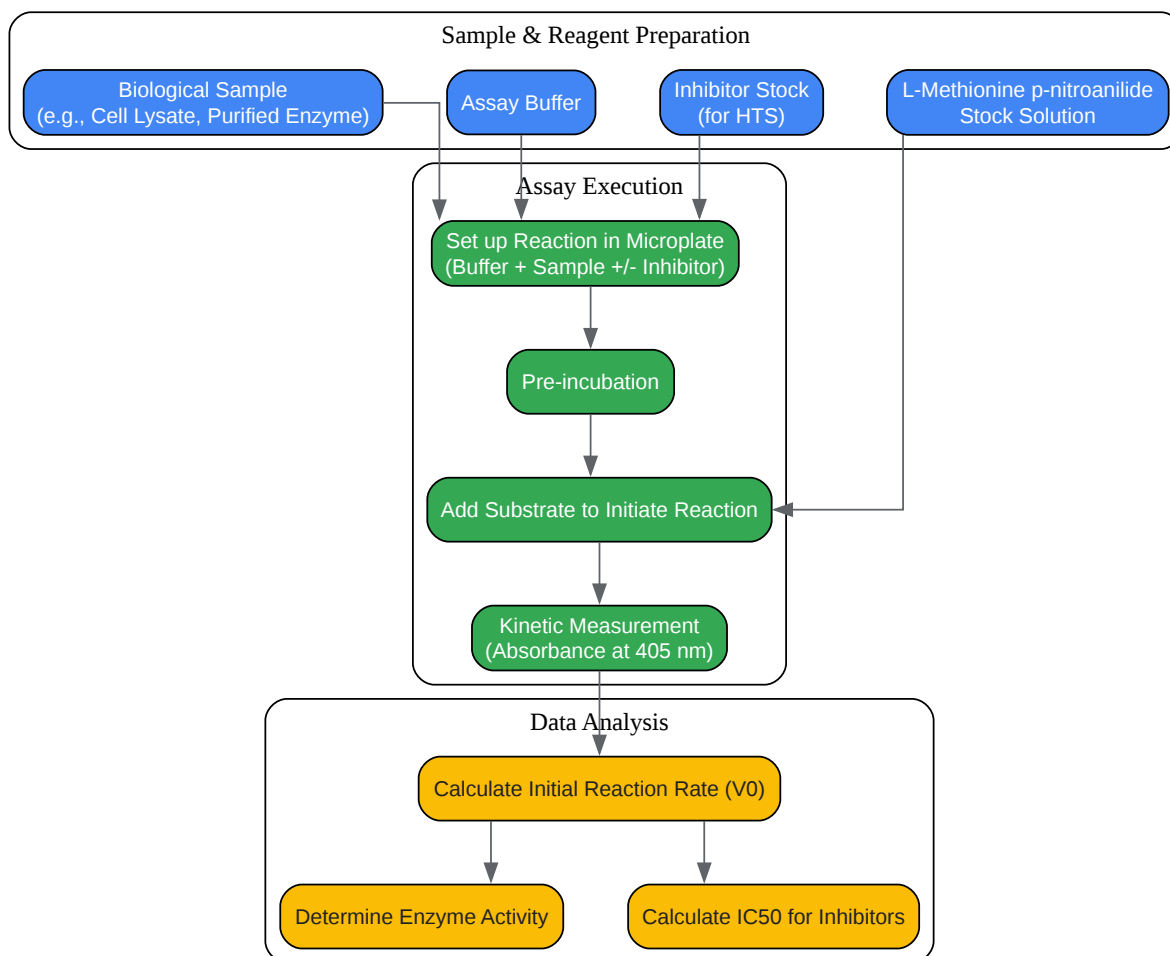 Sample & Reagent Preparation
Biological Sample
(e.g., Cell Lysate, Purified Enzyme)
Assay Buffer
Inhibitor Stock
(for HTS)
L-Methionine p-nitroanilide
Stock Solution
Assay Execution
Set up Reaction in Microplate
(Buffer + Sample +/- Inhibitor)
Pre-incubation
Add Substrate to Initiate Reaction
Kinetic Measurement
(Absorbance at 405 nm)
Data Analysis
Calculate Initial Reaction Rate (V0)
Determine Enzyme Activity
Calculate IC50 for Inhibitors